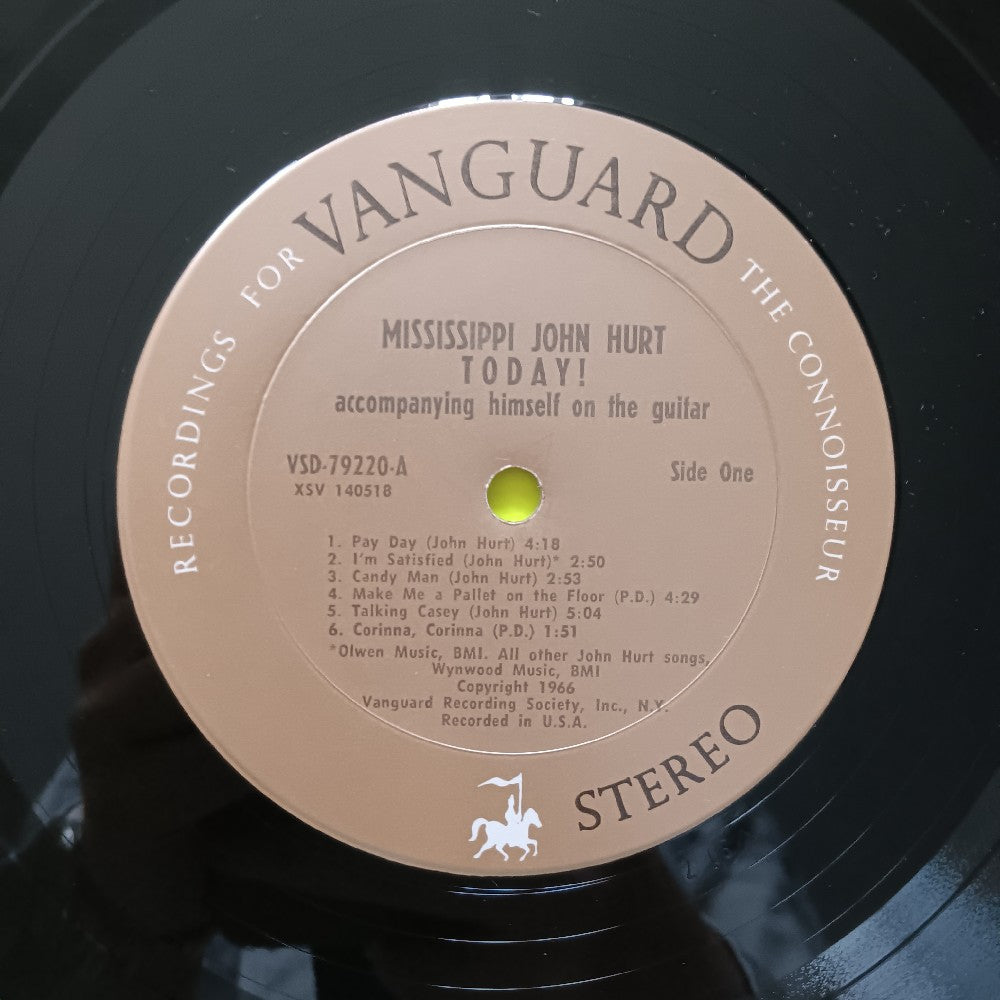 RECORDINGS FOR VANGUARD THE CONNOISSEUR
MISSISSIPPI JOHN HURT
TODAY!
accompanying himself on the guitar
VSD-79220-A
XSV 140518
Side One
1. Pay Day (John Hurt) 4:18
2. I'm Satisfied (John Hurt)* 2:50
3. Candy Man (John Hurt) 2:53
4. Make Me a Pallet on the Floor (P.D.) 4:29
5. Talking Casey (John Hurt) 5:04
6. Corinna, Corinna (P.D.) 1:51
*Olwen Music, BMI. All other John Hurt songs,
Wynwood Music, BMI
Copyright 1966
Vanguard Recording Society, Inc., N.Y.
Recorded in U.S.A.
STEREO